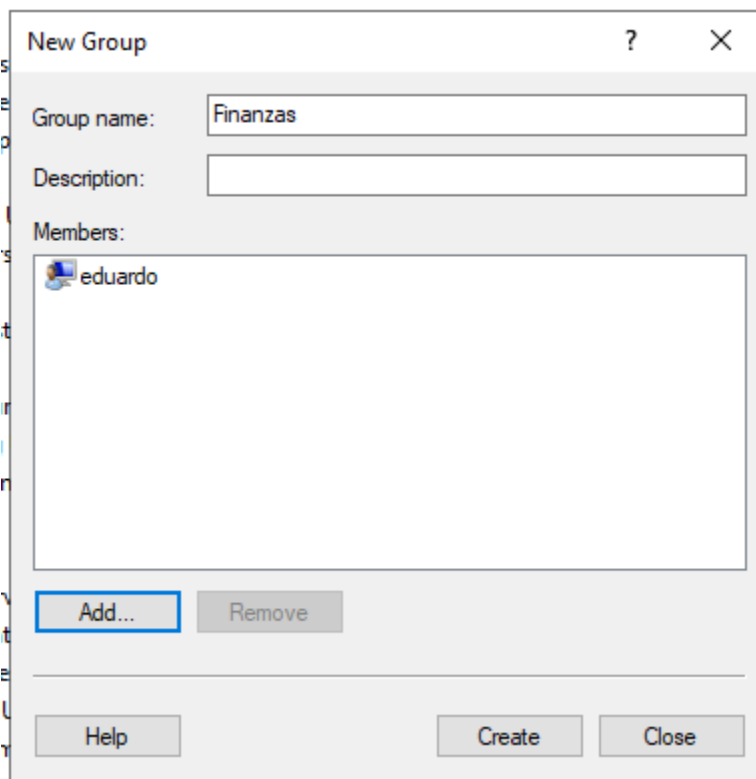 New Group
Group name: Finanzas
Description:
Members:
eduardo
Add... Remove
Help Create Close